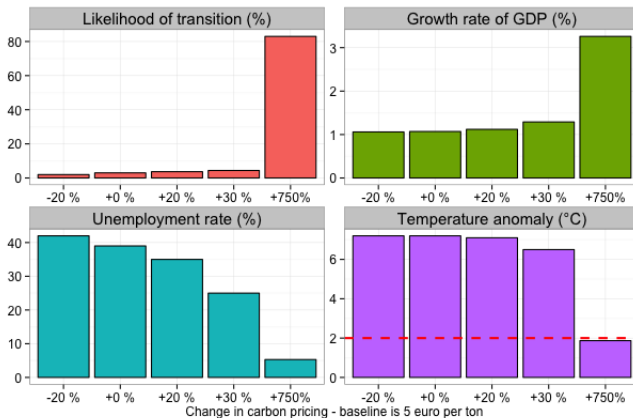 Likelihood of transition (%)
Growth rate of GDP (%)
80
60
40
20
0
3
2
1
0
-20 % +0 % +20 % +30 % +750%
-20 % +0 % +20 % +30 % +750%
Unemployment rate (%)
Temperature anomaly (°C)
40
30
20
10
0
6
4
2
0
-20 % +0 % +20 % +30 % +750%
-20 % +0 % +20 % +30 % +750%
Change in carbon pricing - baseline is 5 euro per ton